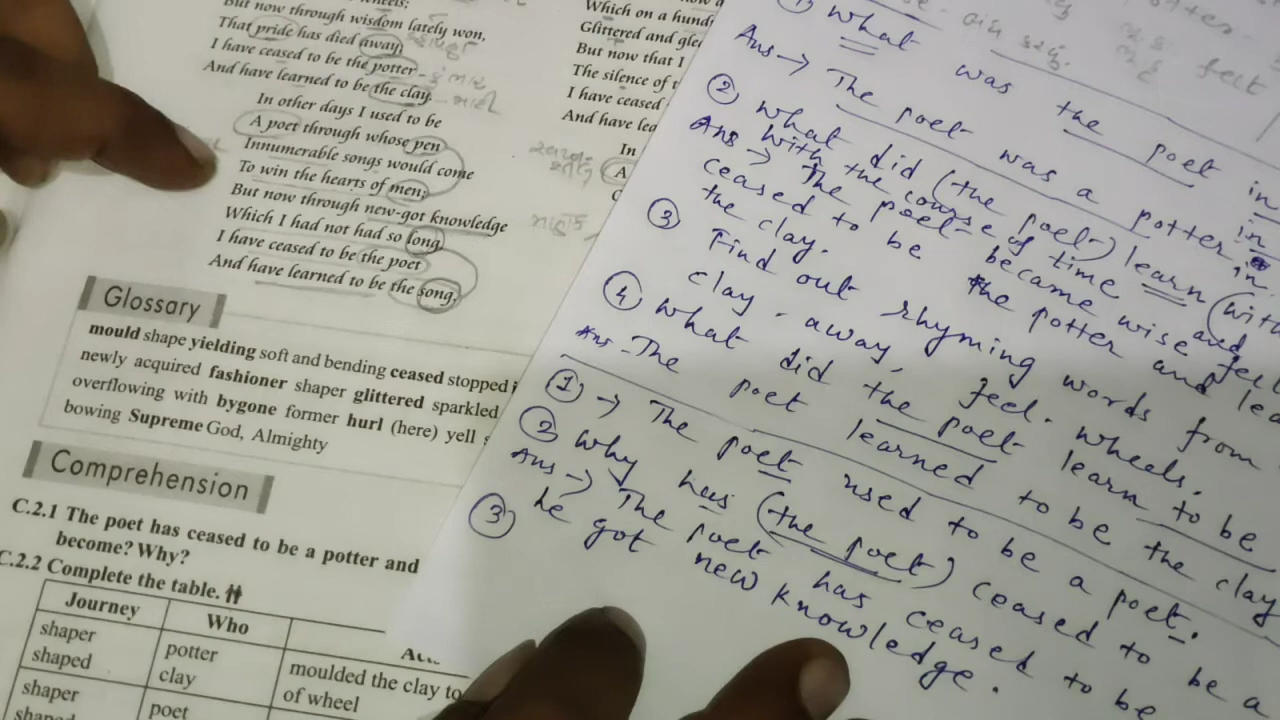 But now through wisdom lately won,
That pride has died away;
I have ceased to be the potter
And have learned to be the clay.
In other days I used to be
A poet through whose pen
Innumerable songs would come
To win the hearts of men;
But now through new-got knowledge
Which I had not had so long,
I have ceased to be the poet
And have learned to be the song.
Which on a
Glittered and
But now that I
The silence of
I have ceased
And have
In
A
Glossary
mould shape yielding soft and bending ceased stopped
newly acquired fashioner shaper glittered sparkled
overflowing with bygone former hurl (here) yell
bowing Supreme God, Almighty
Comprehension
C.2.1 The poet has ceased to be a potter and
become? Why?
C.2.2 Complete the table.
Journey Who
shaper potter moulded the clay to
shaped clay of wheel
shaper poet
shaped
1) what was the poet in
Ans → The poet was a potter in
② what did (the poet) learn (with
with the course of time
Ans → The poet became wise and
ceased to be the potter and
the clay.
③ Find out rhyming words from
clay - away, feel - wheels.
④ what did the poet learn to be
Ans - The poet learned to be the clay
① → The poet used to be a poet.
② why has (the poet) ceased to be a
Ans → The poet has ceased to be
he got new knowledge.
③